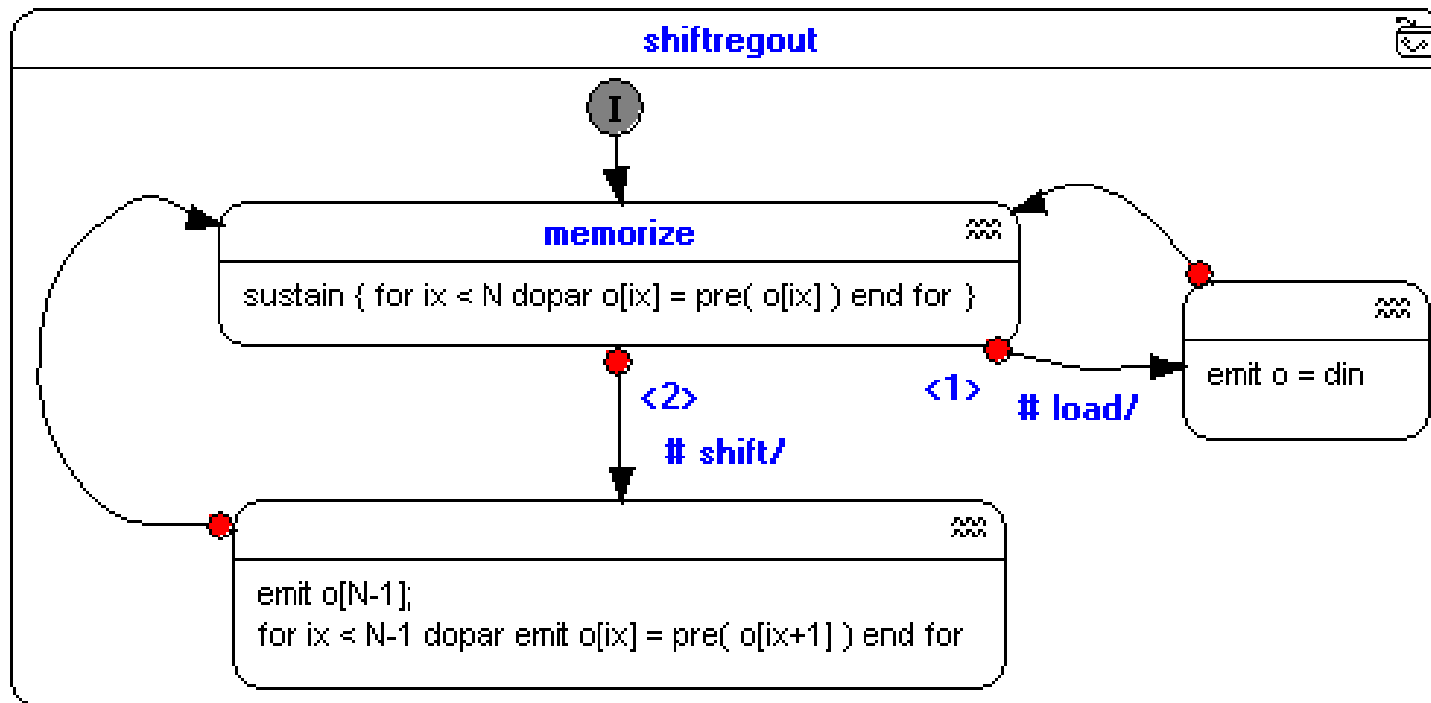 shiftregout
I
memorize
sustain { for ix < N dopar o[ix] = pre( o[ix] ) end for }
emit o = din
<2>
<1>
# load/
# shift/
emit o[N-1];
for ix < N-1 dopar emit o[ix] = pre( o[ix+1] ) end for